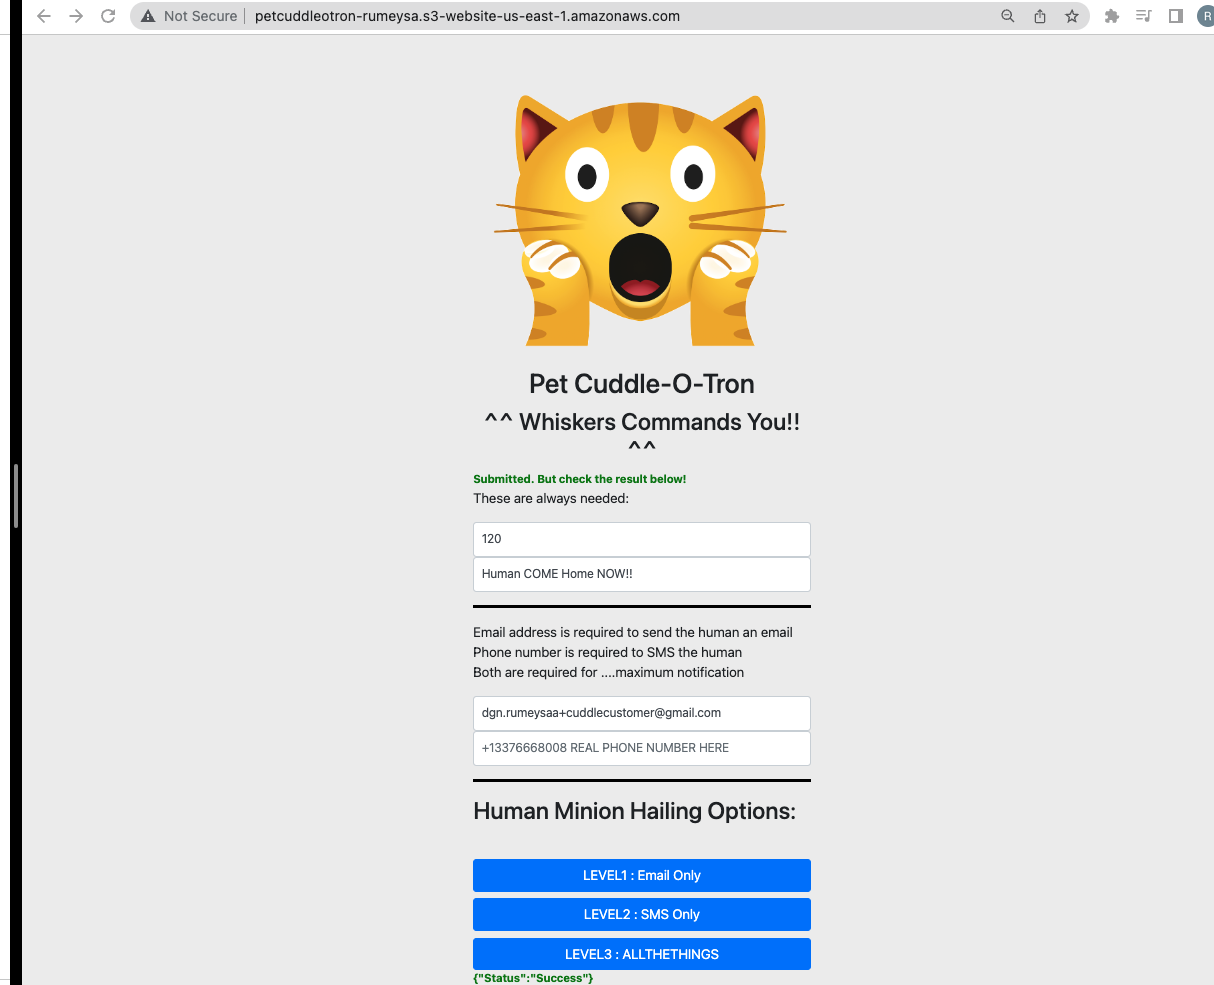 Not Secure
petcuddleotron-rumeysa.s3-website-us-east-1.amazonaws.com
R
Pet Cuddle-O-Tron
^^ Whiskers Commands You!!
^^
Submitted. But check the result below!
These are always needed:
120
Human COME Home NOW!!
Email address is required to send the human an email
Phone number is required to SMS the human
Both are required for ....maximum notification
dgn.rumeysaa+cuddlecustomer@gmail.com
+13376668008 REAL PHONE NUMBER HERE
Human Minion Hailing Options:
LEVEL1 : Email Only
LEVEL2 : SMS Only
LEVEL3 : ALLTHETHINGS
{"Status":"Success"}